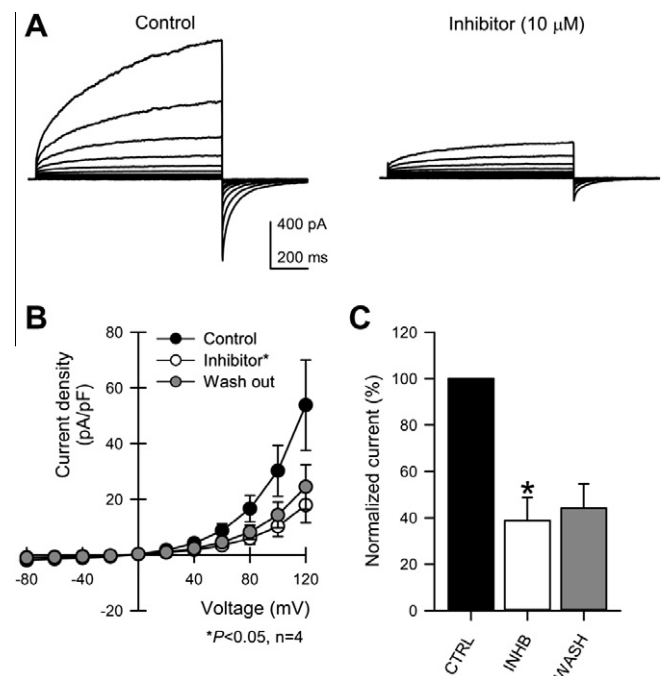 A
Control
Inhibitor (10 μM)
400 pA
200 ms
B
Current density
(pA/pF)
80
60
40
20
-20
-80
-40
40
80
120
Control
Inhibitor*
Wash out
Voltage (mV)
*P<0.05, n=4
C
Normalized current (%)
120
100
80
60
40
20
0
*
CTRL
INHB
WASH